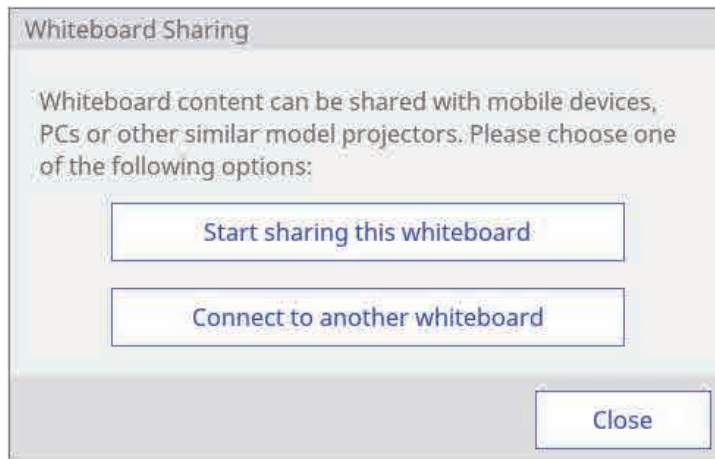 Whiteboard Sharing
Whiteboard content can be shared with mobile devices,
PCs or other similar model projectors. Please choose one
of the following options:
Start sharing this whiteboard
Connect to another whiteboard
Close